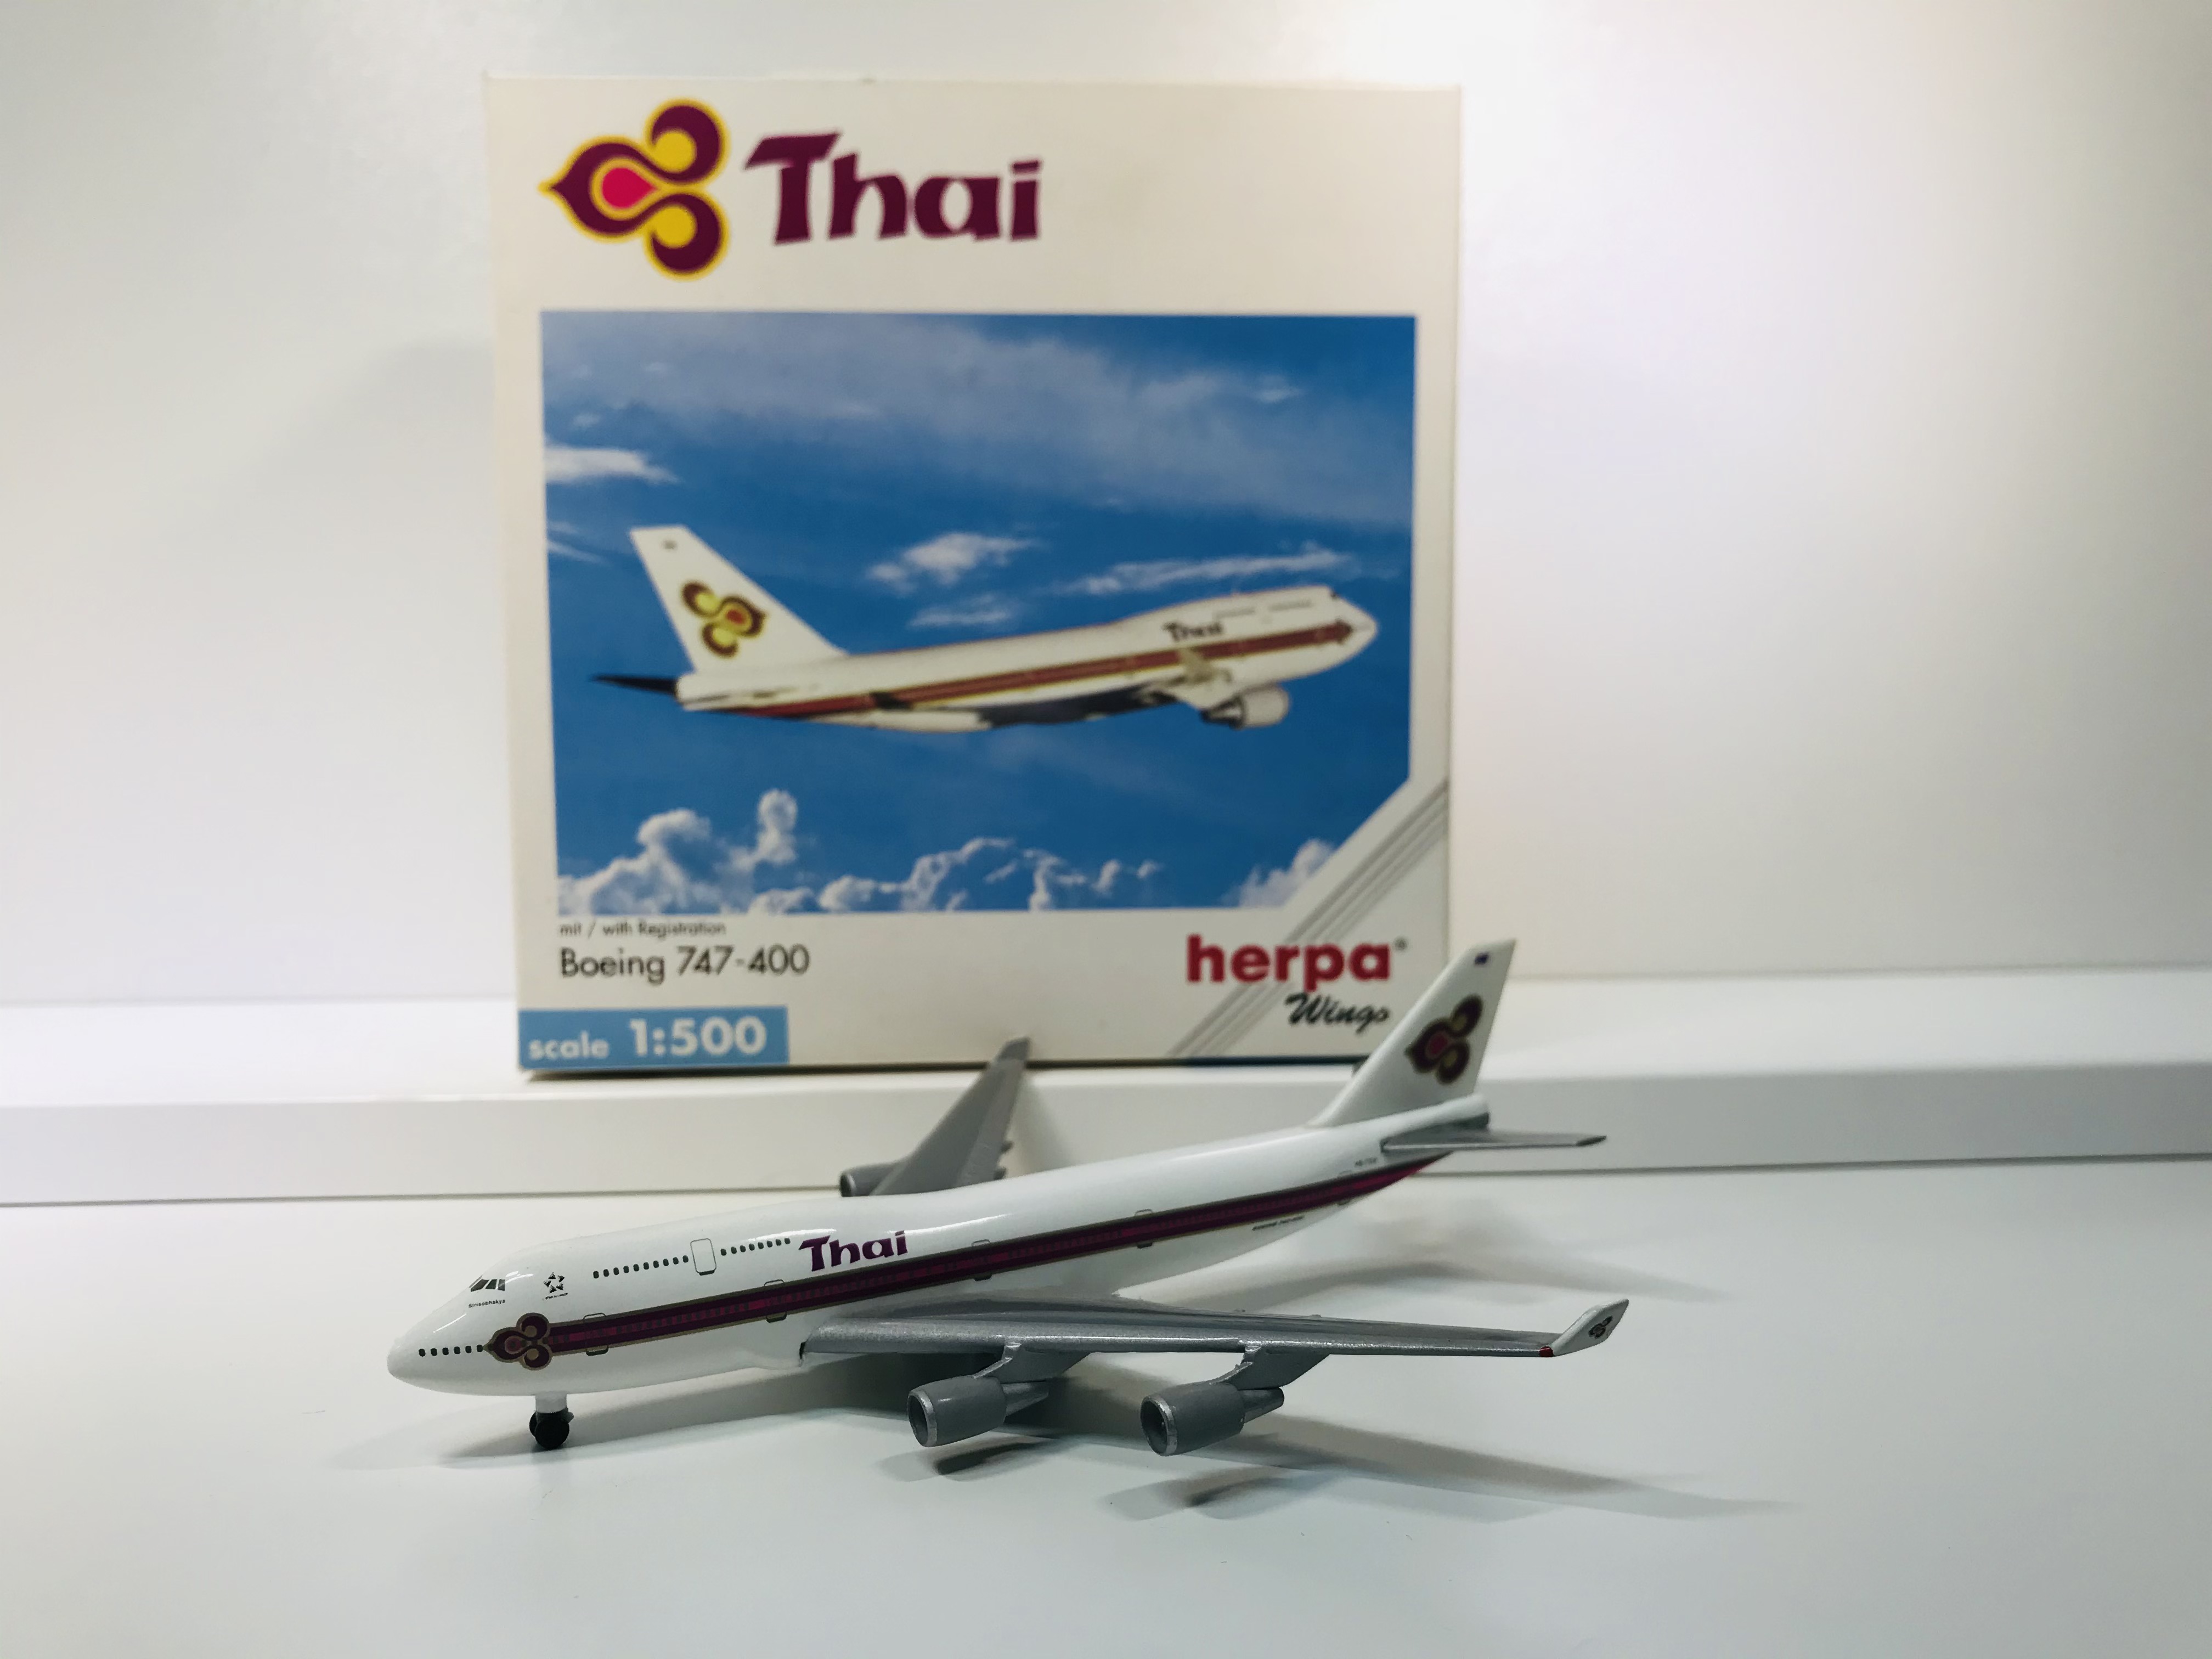 Thai
Thai
mit / with Registration
Boeing 747-400
herpa®
Wings
scale 1:500
Thai